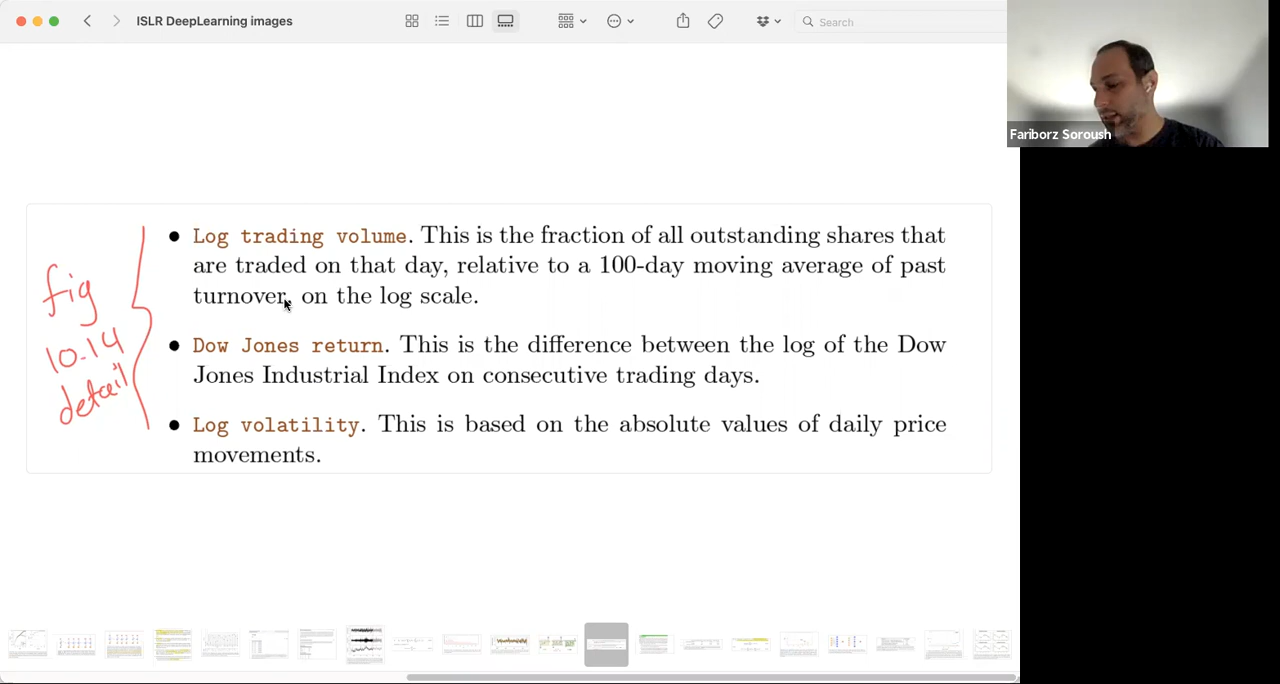 ISLR DeepLearning images
Search
Fariborz Soroush
• Log trading volume. This is the fraction of all outstanding shares that
are traded on that day, relative to a 100-day moving average of past
turnover, on the log scale.
• Dow Jones return. This is the difference between the log of the Dow
Jones Industrial Index on consecutive trading days.
• Log volatility. This is based on the absolute values of daily price
movements.
fig
10.14
detail